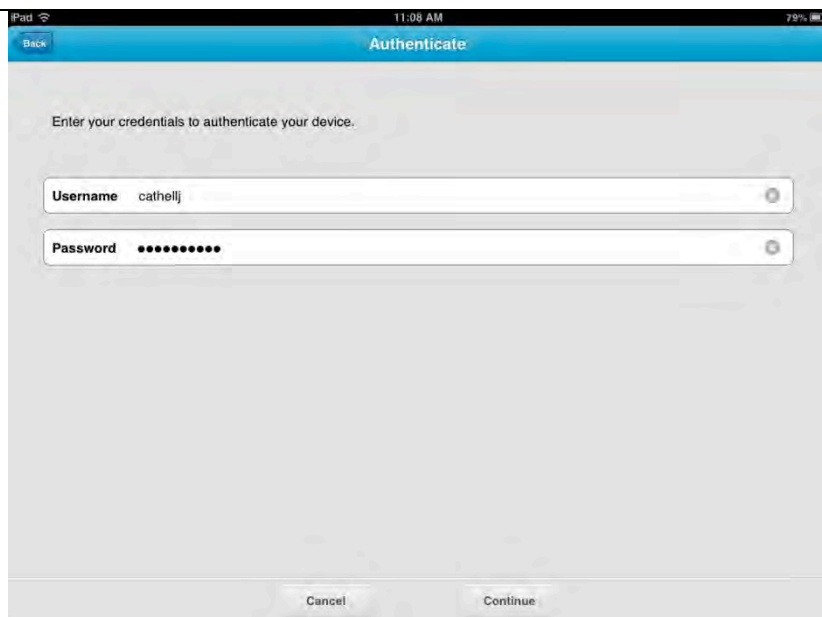 iPad 11:08 AM 79%
Back Authenticate
Enter your credentials to authenticate your device.
Username cathellj
Password ••••••••••
Cancel Continue